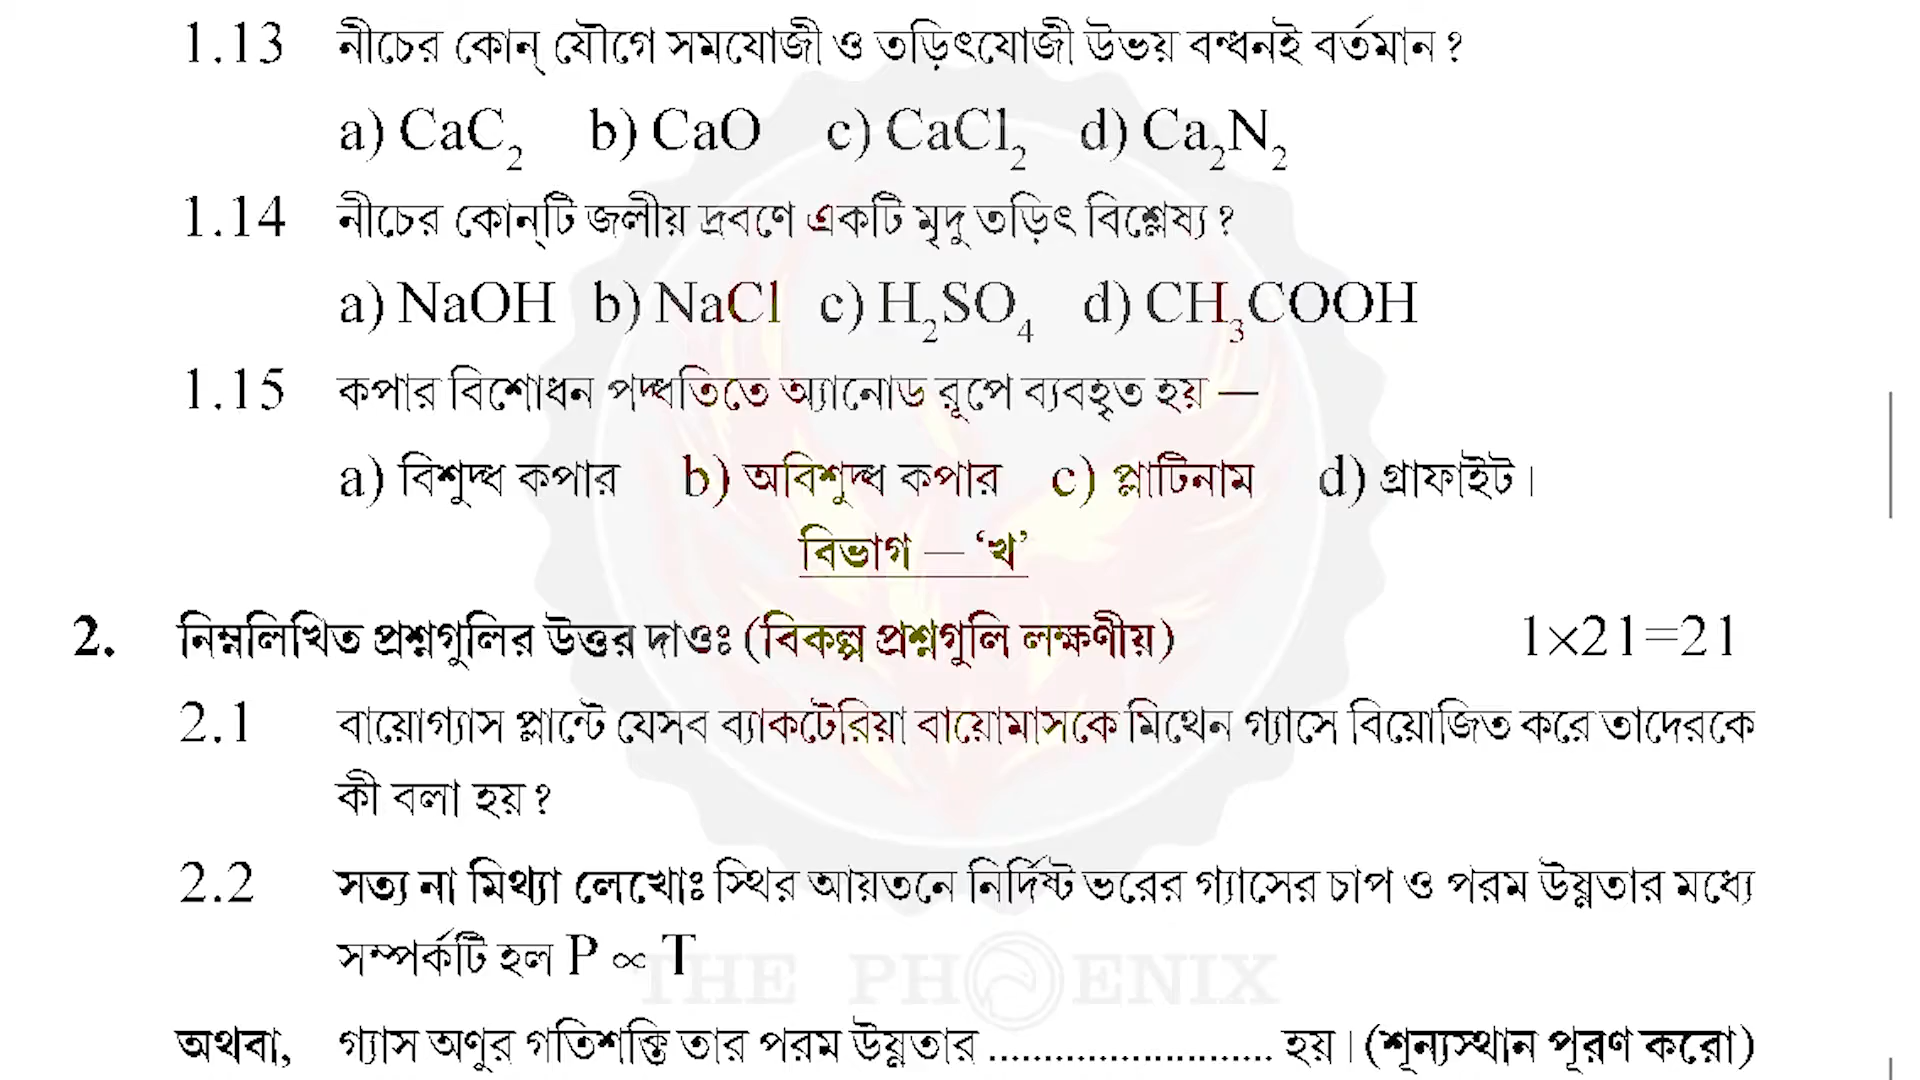 1.13 নীচের কোন্ যৌগে সমযোজী ও তড়িৎযোজী উভয় বন্ধনই বর্তমান ?
a) CaC₂ b) CaO c) CaCl₂ d) Ca₂N₂
1.14 নীচের কোন্‌টি জলীয় দ্রবণে একটি মৃদু তড়িৎ বিশ্লেষ্য ?
a) NaOH b) NaCl c) H₂SO₄ d) CH₃COOH
1.15 কপার বিশোধন পদ্ধতিতে অ্যানোড রূপে ব্যবহৃত হয় —
a) বিশুদ্ধ কপার b) অবিশুদ্ধ কপার c) প্লাটিনাম d) গ্রাফাইট।
বিভাগ — ‘খ’
2. নিম্নলিখিত প্রশ্নগুলির উত্তর দাওঃ (বিকল্প প্রশ্নগুলি লক্ষণীয়) 1×21=21
2.1 বায়োগ্যাস প্লান্টে যেসব ব্যাকটেরিয়া বায়োমাসকে মিথেন গ্যাসে বিয়োজিত করে তাদেরকে
কী বলা হয় ?
2.2 সত্য না মিথ্যা লেখোঃ স্থির আয়তনে নির্দিষ্ট ভরের গ্যাসের চাপ ও পরম উষ্ণতার মধ্যে
সম্পর্কটি হল P ∝ T
THE PHOENIX
অথবা, গ্যাস অণুর গতিশক্তি তার পরম উষ্ণতার ......................... হয়। (শূন্যস্থান পূরণ করো)